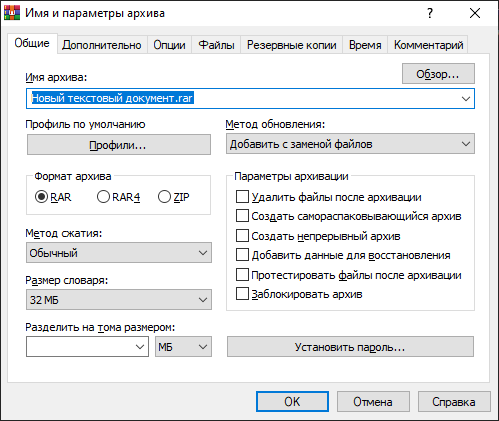 Имя и параметры архива
Общие Дополнительно Опции Файлы Резервные копии Время Комментарий
Имя архива:
Обзор...
Новый текстовый документ.rar
Профиль по умолчанию
Профили...
Метод обновления:
Добавить с заменой файлов
Формат архива
RAR RAR4 ZIP
Метод сжатия:
Обычный
Размер словаря:
32 МБ
Параметры архивации
Удалить файлы после архивации
Создать самораспаковывающийся архив
Создать непрерывный архив
Добавить данные для восстановления
Протестировать файлы после архивации
Заблокировать архив
Разделить на тома размером:
МБ
Установить пароль...
OK Отмена Справка